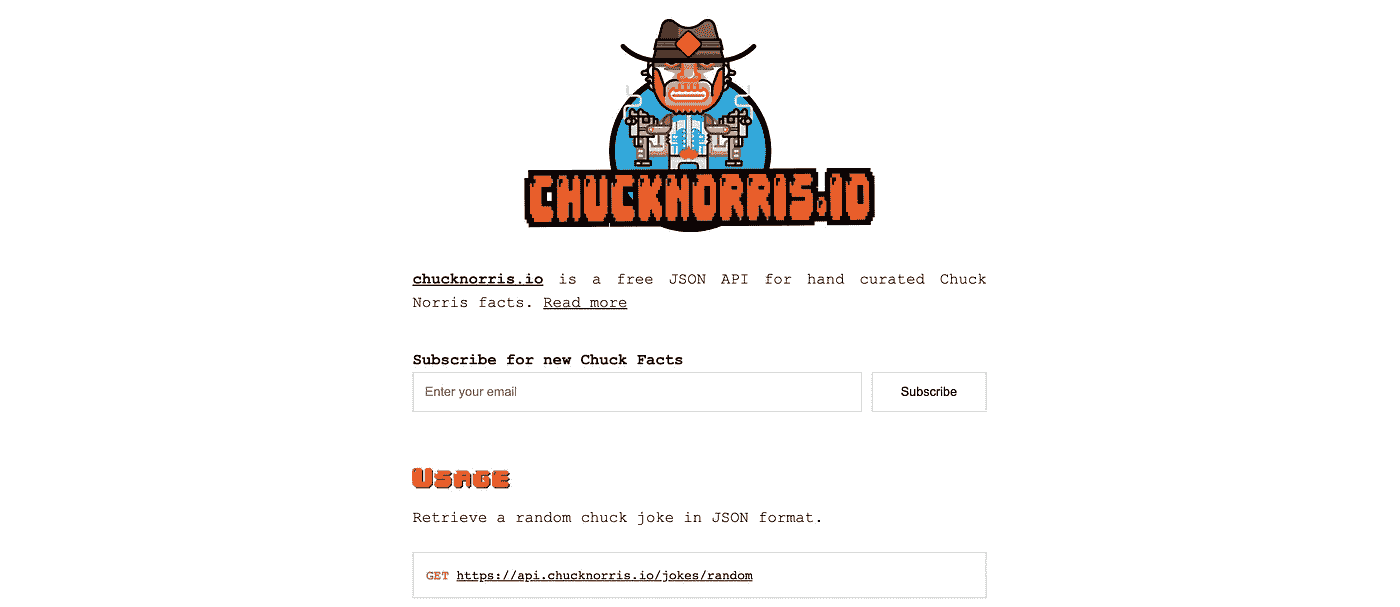 CHUCKNORRIS.IO
chucknorris.io is a free JSON API for hand curated Chuck
Norris facts. Read more
Subscribe for new Chuck Facts
Enter your email
Subscribe
Usage
Retrieve a random chuck joke in JSON format.
GET https://api.chucknorris.io/jokes/random